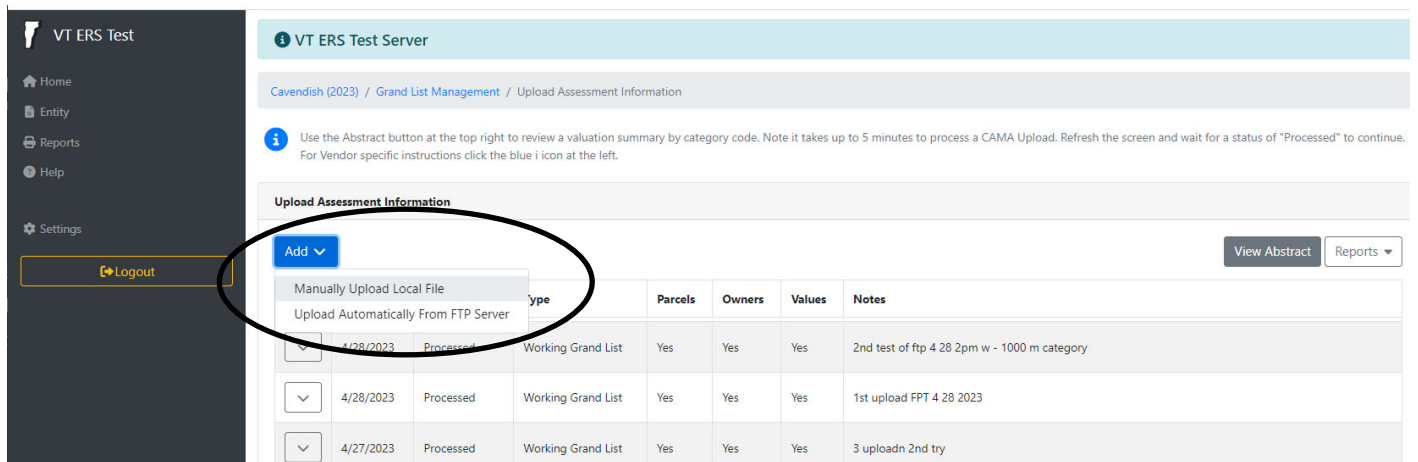 VT ERS Test
Home
Entity
Reports
Help
Settings
Logout
VT ERS Test Server
Cavendish (2023) / Grand List Management / Upload Assessment Information
Use the Abstract button at the top right to review a valuation summary by category code. Note it takes up to 5 minutes to process a CAMA Upload. Refresh the screen and wait for a status of "Processed" to continue.
For Vendor specific instructions click the blue i icon at the left.
Upload Assessment Information
Add
View Abstract Reports
Manually Upload Local File
Upload Automatically From FTP Server
Type Parcels Owners Values Notes
4/28/2023 Processed Working Grand List Yes Yes Yes 2nd test of ftp 4 28 2pm w - 1000 m category
4/28/2023 Processed Working Grand List Yes Yes Yes 1st upload FPT 4 28 2023
4/27/2023 Processed Working Grand List Yes Yes Yes 3 uploadn 2nd try